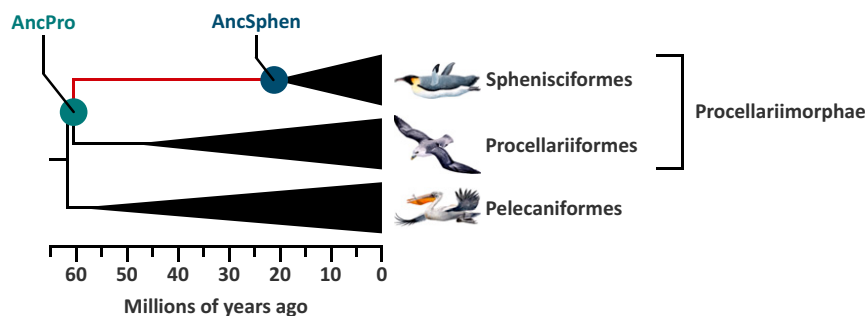 AncPro
AncSphen
Sphenisciformes
Procellariimorphae
Procellariiformes
Pelecaniformes
60 50 40 30 20 10 0
Millions of years ago